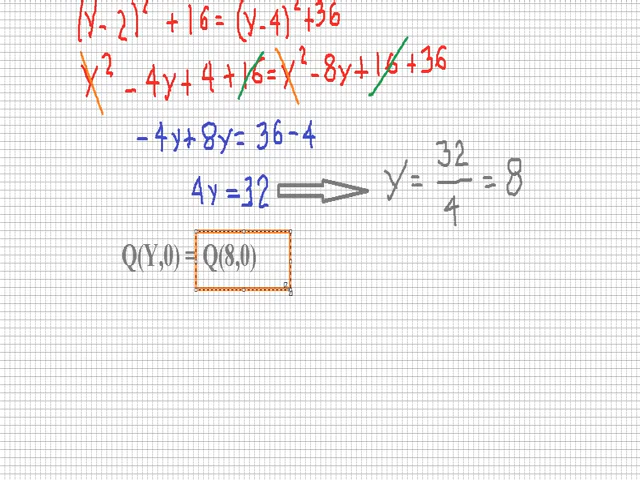 (y - 2)² + 16 = (y - 4)² + 36
y² - 4y + 4 + 16 = y² - 8y + 16 + 36
- 4y + 8y = 36 - 4
4y = 32 ⇒ y = 32/4 = 8
Q(Y,0) = Q(8,0)